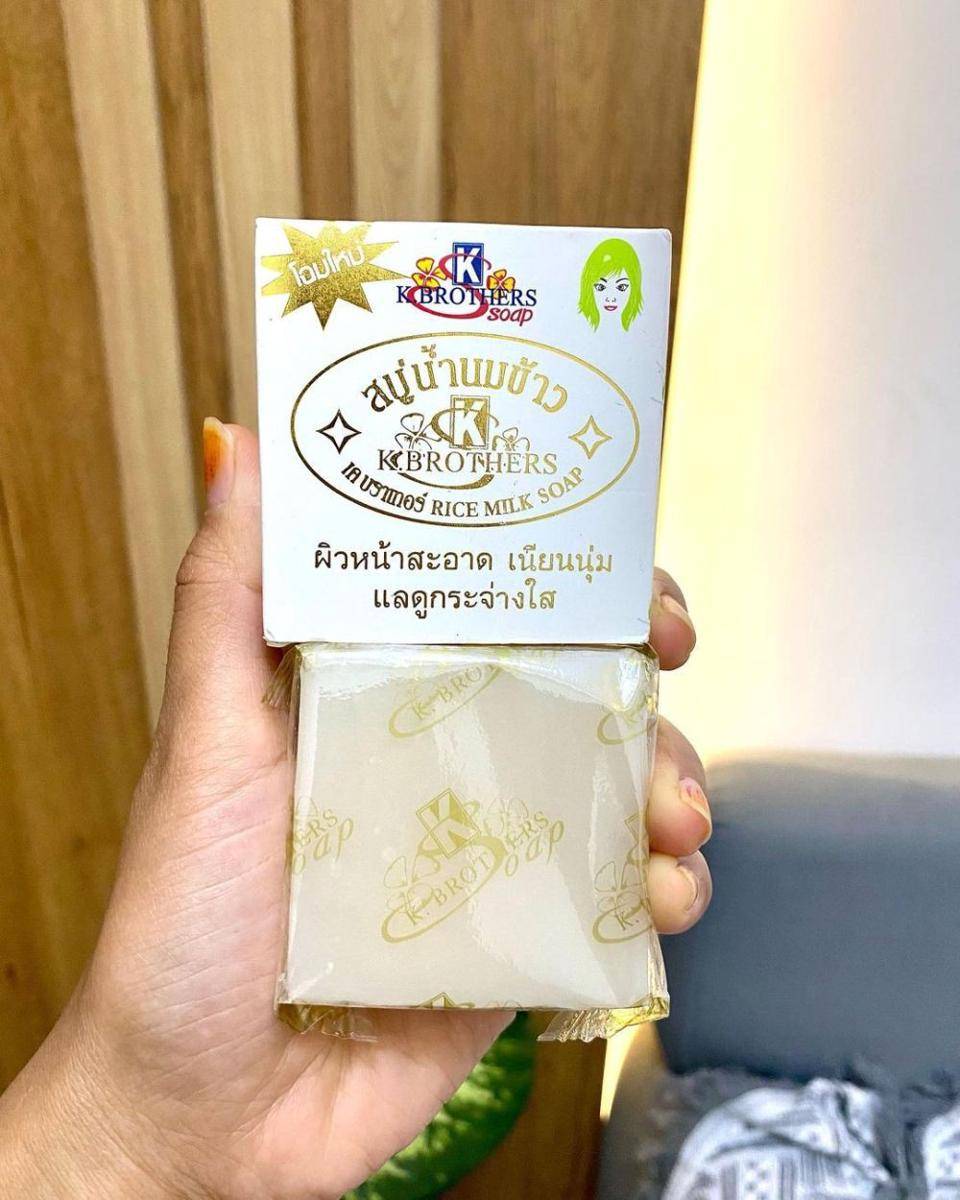 โฉมใหม่
K
K.BROTHERS
soap
สบู่น้ำนมข้าว
K
K.BROTHERS
เค บราเทอร์ RICE MILK SOAP
ผิวหน้าสะอาด เนียนนุ่ม
แลดูกระจ่างใส
K. BRO
K
K. BROTHERS
soap
ERS
oap
K